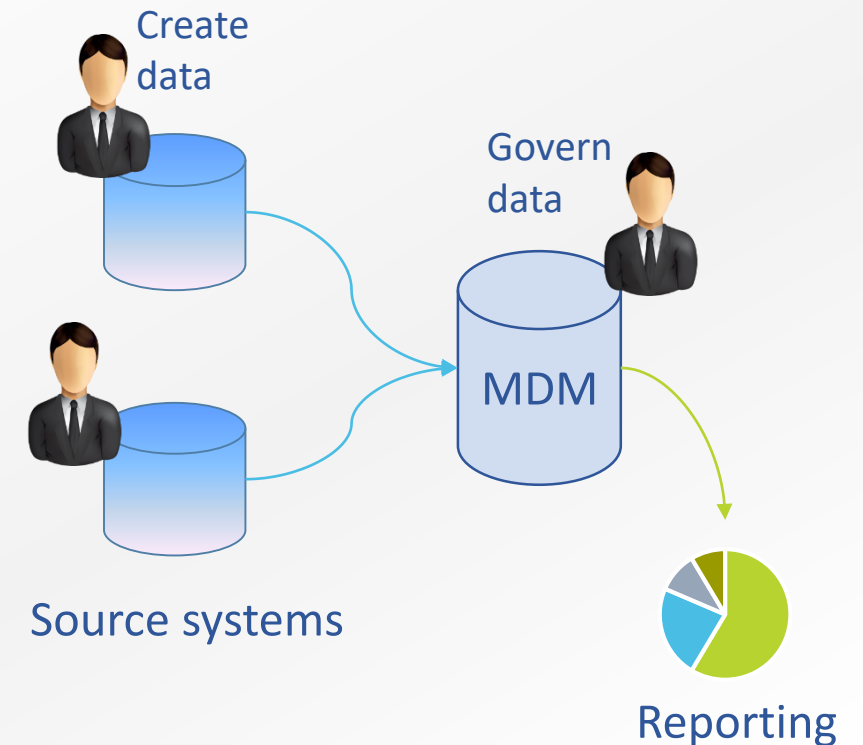 Create
data
Govern
data
MDM
Source systems
Reporting